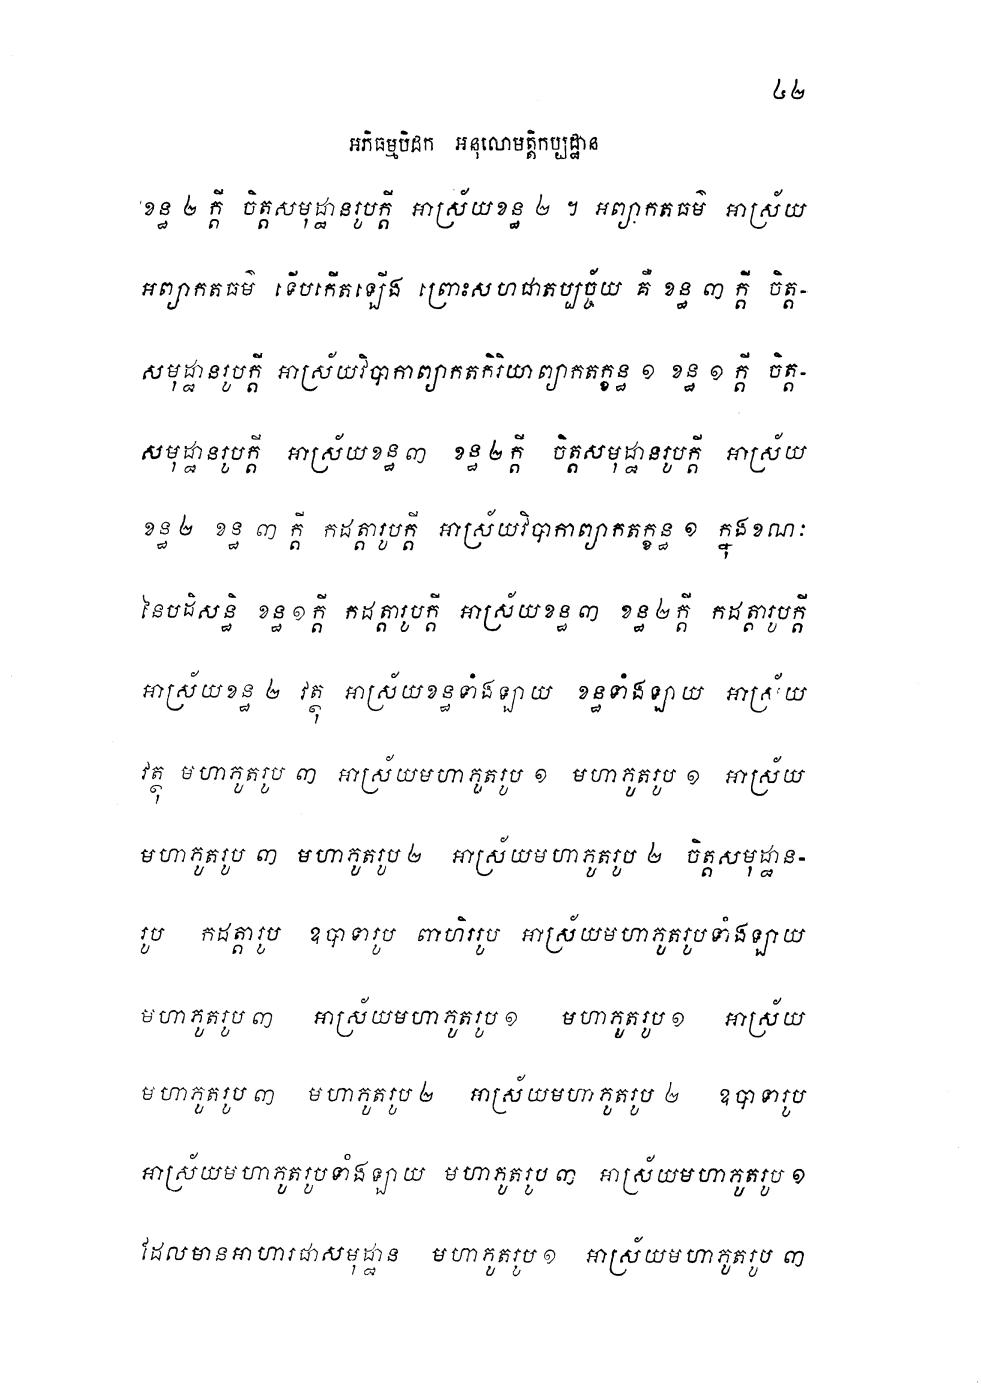 ៤២
អភិធម្មបិដក អនុលោមត្តិកប្បដ្ឋាន
ខន្ធ ២ ក្តី ចិត្តសមុដ្ឋានរូបក្តី អាស្រ័យខន្ធ ២ ។ អព្យាកតធម៌ អាស្រ័យ
អព្យាកតធម៌ ទើបកើតឡើង ព្រោះសហជាតប្បច្ច័យ គឺ ខន្ធ ៣ ក្តី ចិត្ត-
សមុដ្ឋានរូបក្តី អាស្រ័យវិបាកាព្យាកតកិរិយាព្យាកតក្ខន្ធ ១ ខន្ធ ១ ក្តី ចិត្ត-
សមុដ្ឋានរូបក្តី អាស្រ័យខន្ធ ៣ ខន្ធ ២ ក្តី ចិត្តសមុដ្ឋានរូបក្តី អាស្រ័យ
ខន្ធ ២ ខន្ធ ៣ ក្តី កដត្តារូបក្តី អាស្រ័យវិបាកាព្យាកតក្ខន្ធ ១ ក្នុងខណៈ
នៃបដិសន្ធិ ខន្ធ ១ ក្តី កដត្តារូបក្តី អាស្រ័យខន្ធ ៣ ខន្ធ ២ ក្តី កដត្តារូបក្តី
អាស្រ័យខន្ធ ២ វត្ថុ អាស្រ័យខន្ធទាំងឡាយ ខន្ធទាំងឡាយ អាស្រ័យ
វត្ថុ មហាភូតរូប ៣ អាស្រ័យមហាភូតរូប ១ មហាភូតរូប ១ អាស្រ័យ
មហាភូតរូប ៣ មហាភូតរូប ២ អាស្រ័យមហាភូតរូប ២ ចិត្តសមុដ្ឋាន-
រូប កដត្តារូប ឧបាទារូប ពាហិររូប អាស្រ័យមហាភូតរូបទាំងឡាយ
មហាភូតរូប ៣ អាស្រ័យមហាភូតរូប ១ មហាភូតរូប ១ អាស្រ័យ
មហាភូតរូប ៣ មហាភូតរូប ២ អាស្រ័យមហាភូតរូប ២ ឧបាទារូប
អាស្រ័យមហាភូតរូបទាំងឡាយ មហាភូតរូប ៣ អាស្រ័យមហាភូតរូប ១
ដែលមានអាហារជាសមុដ្ឋាន មហាភូតរូប ១ អាស្រ័យមហាភូតរូប ៣